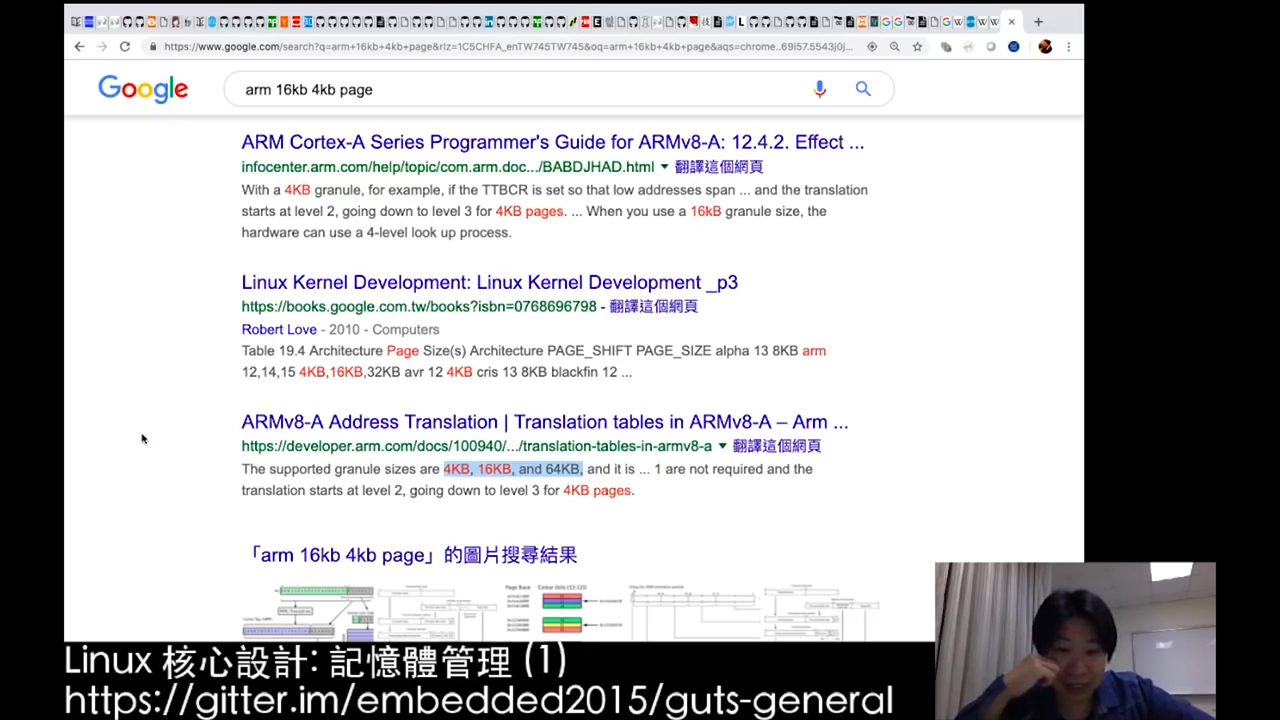 https://www.google.com/search?q=arm+16kb+4kb+page&rlz=1C5CHFA_enTW745TW745&oq=arm+16kb+4kb+page&aqs=chrome..69i57.5543j0j...
Google
arm 16kb 4kb page
ARM Cortex-A Series Programmer's Guide for ARMv8-A: 12.4.2. Effect ...
infocenter.arm.com/help/topic/com.arm.doc.../BABDJHAD.html ▼ 翻譯這個網頁
With a 4KB granule, for example, if the TTBCR is set so that low addresses span ... and the translation
starts at level 2, going down to level 3 for 4KB pages. ... When you use a 16kB granule size, the
hardware can use a 4-level look up process.
Linux Kernel Development: Linux Kernel Development _p3
https://books.google.com.tw/books?isbn=0768696798 - 翻譯這個網頁
Robert Love - 2010 - Computers
Table 19.4 Architecture Page Size(s) Architecture PAGE_SHIFT PAGE_SIZE alpha 13 8KB arm
12,14,15 4KB,16KB,32KB avr 12 4KB cris 13 8KB blackfin 12 ...
ARMv8-A Address Translation | Translation tables in ARMv8-A – Arm ...
https://developer.arm.com/docs/100940/.../translation-tables-in-armv8-a ▼ 翻譯這個網頁
The supported granule sizes are 4KB, 16KB, and 64KB, and it is ... 1 are not required and the
translation starts at level 2, going down to level 3 for 4KB pages.
「arm 16kb 4kb page」的圖片搜尋結果
Linux 核心設計: 記憶體管理 (1)
https://gitter.im/embedded2015/guts-general